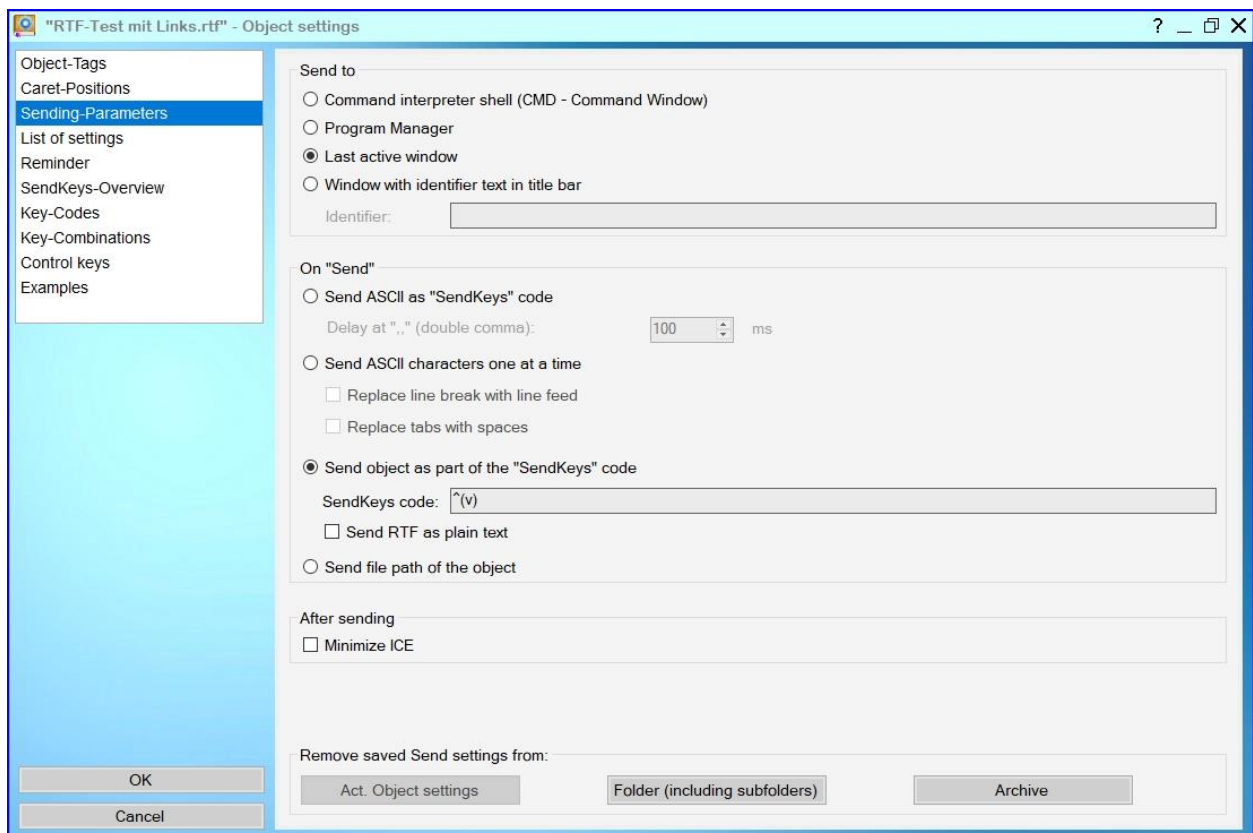 "RTF-Test mit Links.rtf" - Object settings
?
Object-Tags
Caret-Positions
Sending-Parameters
List of settings
Reminder
SendKeys-Overview
Key-Codes
Key-Combinations
Control keys
Examples
OK
Cancel
Send to
Command interpreter shell (CMD - Command Window)
Program Manager
Last active window
Window with identifier text in title bar
Identifier:
On "Send"
Send ASCII as "SendKeys" code
Delay at ",," (double comma): 100 ms
Send ASCII characters one at a time
Replace line break with line feed
Replace tabs with spaces
Send object as part of the "SendKeys" code
SendKeys code: ^(v)
Send RTF as plain text
Send file path of the object
After sending
Minimize ICE
Remove saved Send settings from:
Act. Object settings Folder (including subfolders) Archive